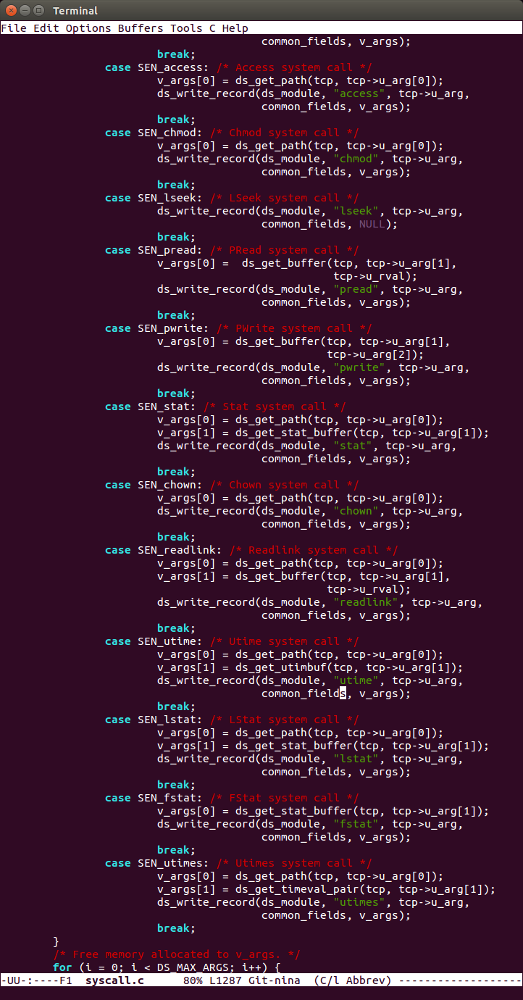 Terminal
File Edit Options Buffers Tools C Help
common_fields, v_args);
break;
case SEN_access: /* Access system call */
v_args[0] = ds_get_path(tcp, tcp->u_arg[0]);
ds_write_record(ds_module, "access", tcp->u_arg,
common_fields, v_args);
break;
case SEN_chmod: /* Chmod system call */
v_args[0] = ds_get_path(tcp, tcp->u_arg[0]);
ds_write_record(ds_module, "chmod", tcp->u_arg,
common_fields, v_args);
break;
case SEN_lseek: /* LSeek system call */
ds_write_record(ds_module, "lseek", tcp->u_arg,
common_fields, NULL);
break;
case SEN_pread: /* PRead system call */
v_args[0] =  ds_get_buffer(tcp, tcp->u_arg[1],
tcp->u_rval);
ds_write_record(ds_module, "pread", tcp->u_arg,
common_fields, v_args);
break;
case SEN_pwrite: /* PWrite system call */
v_args[0] = ds_get_buffer(tcp, tcp->u_arg[1],
tcp->u_arg[2]);
ds_write_record(ds_module, "pwrite", tcp->u_arg,
common_fields, v_args);
break;
case SEN_stat: /* Stat system call */
v_args[0] = ds_get_path(tcp, tcp->u_arg[0]);
v_args[1] = ds_get_stat_buffer(tcp, tcp->u_arg[1]);
ds_write_record(ds_module, "stat", tcp->u_arg,
common_fields, v_args);
break;
case SEN_chown: /* Chown system call */
v_args[0] = ds_get_path(tcp, tcp->u_arg[0]);
ds_write_record(ds_module, "chown", tcp->u_arg,
common_fields, v_args);
break;
case SEN_readlink: /* Readlink system call */
v_args[0] = ds_get_path(tcp, tcp->u_arg[0]);
v_args[1] = ds_get_buffer(tcp, tcp->u_arg[1],
tcp->u_rval);
ds_write_record(ds_module, "readlink", tcp->u_arg,
common_fields, v_args);
break;
case SEN_utime: /* Utime system call */
v_args[0] = ds_get_path(tcp, tcp->u_arg[0]);
v_args[1] = ds_get_utimbuf(tcp, tcp->u_arg[1]);
ds_write_record(ds_module, "utime", tcp->u_arg,
common_fields, v_args);
break;
case SEN_lstat: /* LStat system call */
v_args[0] = ds_get_path(tcp, tcp->u_arg[0]);
v_args[1] = ds_get_stat_buffer(tcp, tcp->u_arg[1]);
ds_write_record(ds_module, "lstat", tcp->u_arg,
common_fields, v_args);
break;
case SEN_fstat: /* FStat system call */
v_args[0] = ds_get_stat_buffer(tcp, tcp->u_arg[1]);
ds_write_record(ds_module, "fstat", tcp->u_arg,
common_fields, v_args);
break;
case SEN_utimes: /* Utimes system call */
v_args[0] = ds_get_path(tcp, tcp->u_arg[0]);
v_args[1] = ds_get_timeval_pair(tcp, tcp->u_arg[1]);
ds_write_record(ds_module, "utimes", tcp->u_arg,
common_fields, v_args);
break;
}
/* Free memory allocated to v_args. */
for (i = 0; i < DS_MAX_ARGS; i++) {
-UU-:----F1  syscall.c      80% L1287 Git-nina  (C/l Abbrev) -------------------